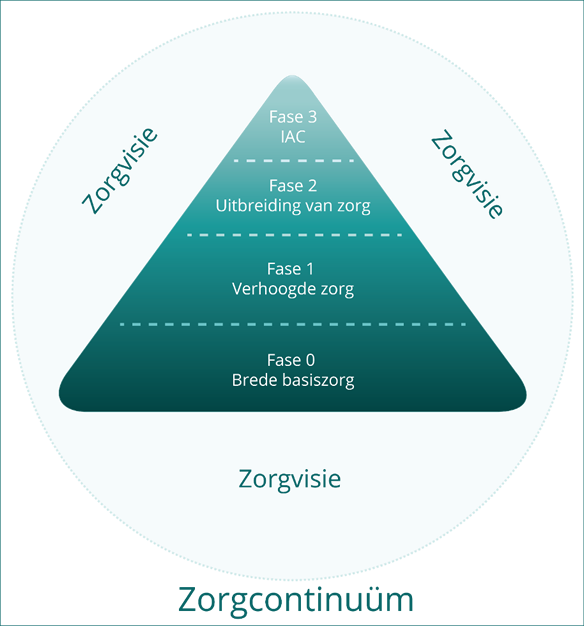 Zorgvisie
Zorgvisie
Fase 3
IAC
Fase 2
Uitbreiding van zorg
Fase 1
Verhoogde zorg
Fase 0
Brede basiszorg
Zorgvisie
Zorgcontinuüm